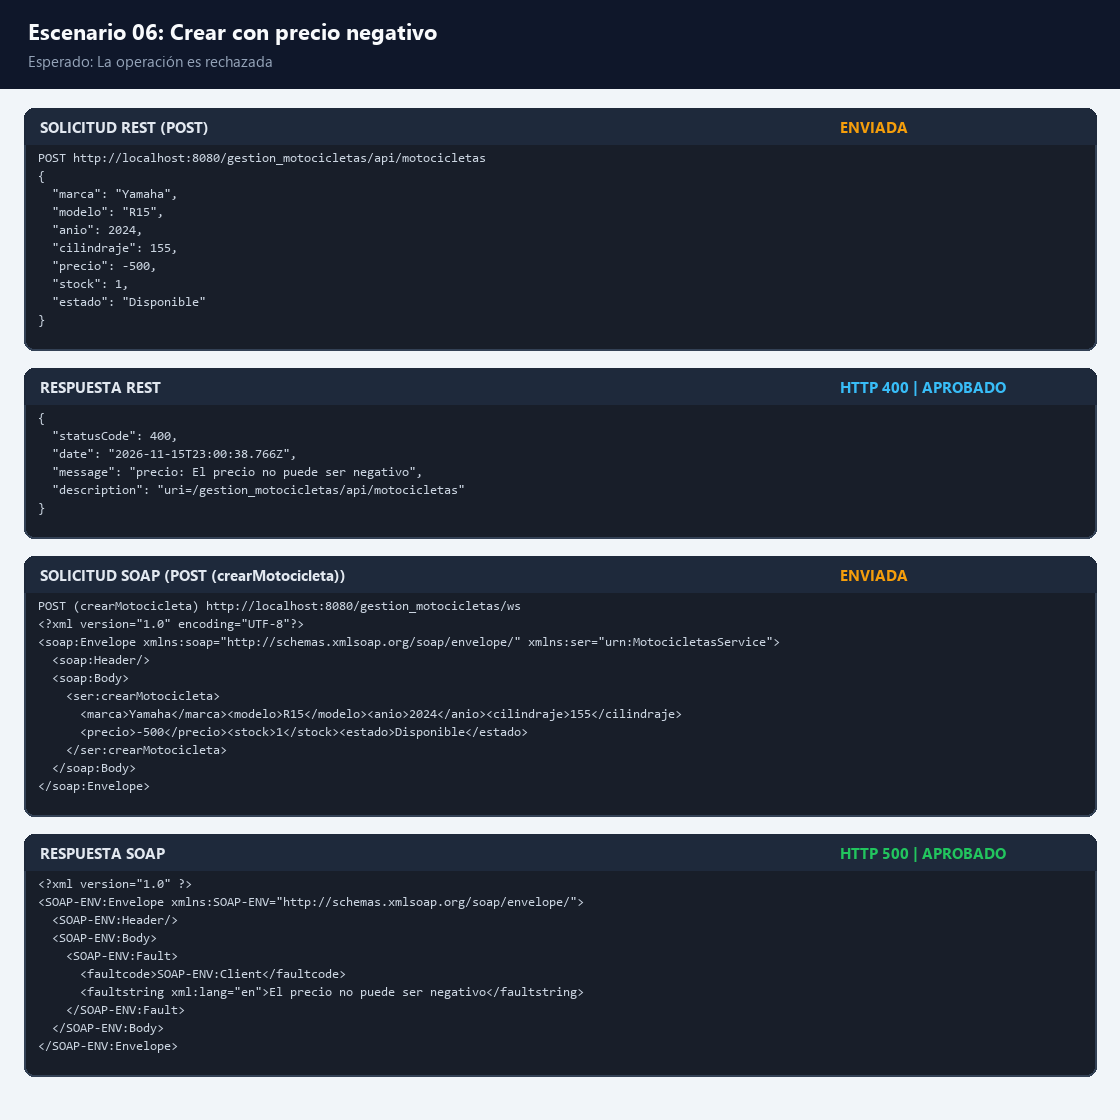 Escenario 06: Crear con precio negativo
Esperado: La operación es rechazada
SOLICITUD REST (POST)
ENVIADA
POST http://localhost:8080/gestion_motocicletas/api/motocicletas
{
  "marca": "Yamaha",
  "modelo": "R15",
  "anio": 2024,
  "cilindraje": 155,
  "precio": -500,
  "stock": 1,
  "estado": "Disponible"
}
RESPUESTA REST
HTTP 400 | APROBADO
{
  "statusCode": 400,
  "date": "2026-11-15T23:00:38.766Z",
  "message": "precio: El precio no puede ser negativo",
  "description": "uri=/gestion_motocicletas/api/motocicletas"
}
SOLICITUD SOAP (POST (crearMotocicleta))
ENVIADA
POST (crearMotocicleta) http://localhost:8080/gestion_motocicletas/ws
<?xml version="1.0" encoding="UTF-8"?>
<soap:Envelope xmlns:soap="http://schemas.xmlsoap.org/soap/envelope/" xmlns:ser="urn:MotocicletasService">
  <soap:Header/>
  <soap:Body>
    <ser:crearMotocicleta>
      <marca>Yamaha</marca><modelo>R15</modelo><anio>2024</anio><cilindraje>155</cilindraje>
      <precio>-500</precio><stock>1</stock><estado>Disponible</estado>
    </ser:crearMotocicleta>
  </soap:Body>
</soap:Envelope>
RESPUESTA SOAP
HTTP 500 | APROBADO
<?xml version="1.0" ?>
<SOAP-ENV:Envelope xmlns:SOAP-ENV="http://schemas.xmlsoap.org/soap/envelope/">
  <SOAP-ENV:Header/>
  <SOAP-ENV:Body>
    <SOAP-ENV:Fault>
      <faultcode>SOAP-ENV:Client</faultcode>
      <faultstring xml:lang="en">El precio no puede ser negativo</faultstring>
    </SOAP-ENV:Fault>
  </SOAP-ENV:Body>
</SOAP-ENV:Envelope>